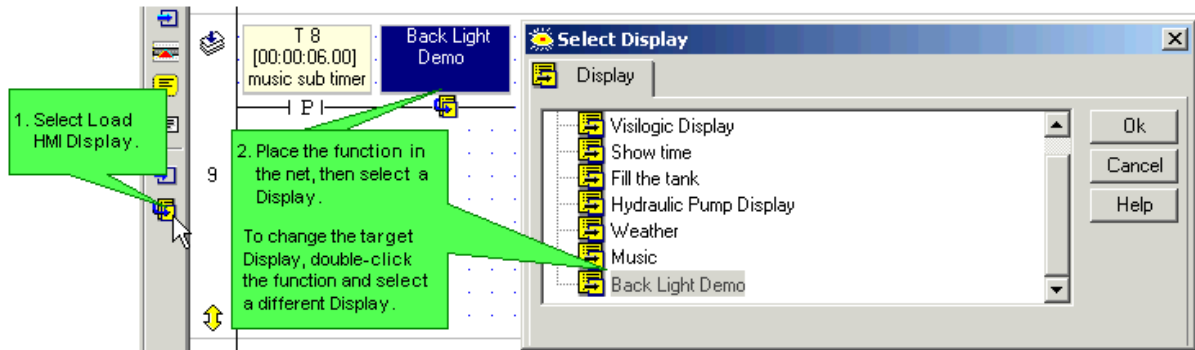 T 8
[00:00:06.00]
music sub timer
Back Light
Demo
P
9
1. Select Load
HMI Display.
2. Place the function in
the net, then select a
Display.
To change the target
Display, double-click
the function and select
a different Display.
Select Display
Display
Visilogic Display
Show time
Fill the tank
Hydraulic Pump Display
Weather
Music
Back Light Demo
Ok
Cancel
Help